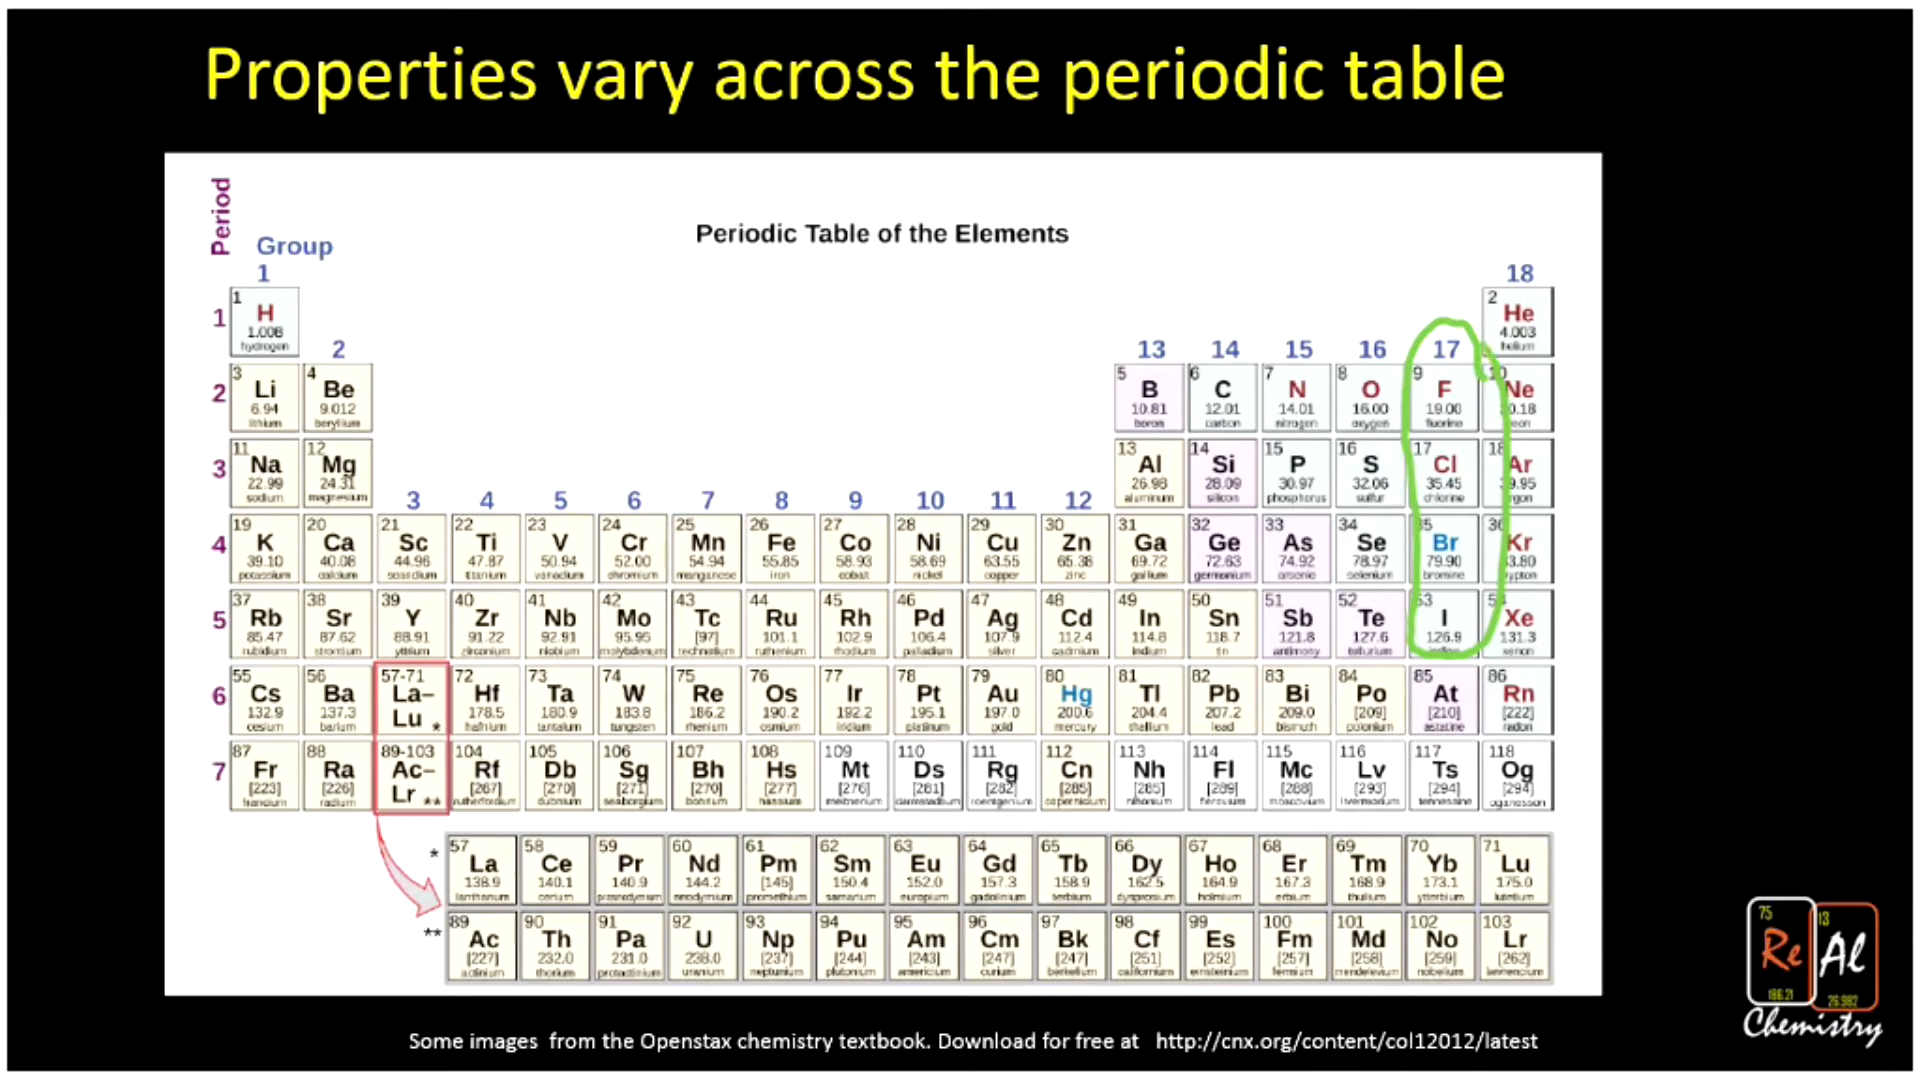 Properties vary across the periodic table
Period
Group
Periodic Table of the Elements
1 18
1 H 1.008 hydrogen 2 He 4.003 helium
2 13 14 15 16 17
2 3 Li 6.94 lithium 4 Be 9.012 beryllium 5 B 10.81 boron 6 C 12.01 carbon 7 N 14.01 nitrogen 8 O 16.00 oxygen 9 F 19.00 fluorine 10 Ne 20.18 neon
3 11 Na 22.99 sodium 12 Mg 24.31 magnesium 13 Al 26.98 aluminum 14 Si 28.09 silicon 15 P 30.97 phosphorus 16 S 32.06 sulfur 17 Cl 35.45 chlorine 18 Ar 39.95 argon
3 4 5 6 7 8 9 10 11 12
4 19 K 39.10 potassium 20 Ca 40.08 calcium 21 Sc 44.96 scandium 22 Ti 47.87 titanium 23 V 50.94 vanadium 24 Cr 52.00 chromium 25 Mn 54.94 manganese 26 Fe 55.85 iron 27 Co 58.93 cobalt 28 Ni 58.69 nickel 29 Cu 63.55 copper 30 Zn 65.38 zinc 31 Ga 69.72 gallium 32 Ge 72.63 germanium 33 As 74.92 arsenic 34 Se 78.97 selenium 35 Br 79.90 bromine 36 Kr 83.80 krypton
5 37 Rb 85.47 rubidium 38 Sr 87.62 strontium 39 Y 88.91 yttrium 40 Zr 91.22 zirconium 41 Nb 92.91 niobium 42 Mo 95.95 molybdenum 43 Tc [97] technetium 44 Ru 101.1 ruthenium 45 Rh 102.9 rhodium 46 Pd 106.4 palladium 47 Ag 107.9 silver 48 Cd 112.4 cadmium 49 In 114.8 indium 50 Sn 118.7 tin 51 Sb 121.8 antimony 52 Te 127.6 tellurium 53 I 126.9 iodine 54 Xe 131.3 xenon
6 55 Cs 132.9 cesium 56 Ba 137.3 barium 57-71 La– Lu * 72 Hf 178.5 hafnium 73 Ta 180.9 tantalum 74 W 183.8 tungsten 75 Re 186.2 rhenium 76 Os 190.2 osmium 77 Ir 192.2 iridium 78 Pt 195.1 platinum 79 Au 197.0 gold 80 Hg 200.6 mercury 81 Tl 204.4 thallium 82 Pb 207.2 lead 83 Bi 209.0 bismuth 84 Po [209] polonium 85 At [210] astatine 86 Rn [222] radon
7 87 Fr [223] francium 88 Ra [226] radium 89-103 Ac– Lr ** 104 Rf [267] rutherfordium 105 Db [270] dubnium 106 Sg [271] seaborgium 107 Bh [270] bohrium 108 Hs [277] hassium 109 Mt [276] meitnerium 110 Ds [281] darmstadtium 111 Rg [282] roentgenium 112 Cn [285] copernicium 113 Nh [285] nihonium 114 Fl [289] flerovium 115 Mc [288] moscovium 116 Lv [293] livermorium 117 Ts [294] tennessine 118 Og [294] oganesson
* 57 La 138.9 lanthanum 58 Ce 140.1 cerium 59 Pr 140.9 praseodymium 60 Nd 144.2 neodymium 61 Pm [145] promethium 62 Sm 150.4 samarium 63 Eu 152.0 europium 64 Gd 157.3 gadolinium 65 Tb 158.9 terbium 66 Dy 162.5 dysprosium 67 Ho 164.9 holmium 68 Er 167.3 erbium 69 Tm 168.9 thulium 70 Yb 173.1 ytterbium 71 Lu 175.0 lutetium
** 89 Ac [227] actinium 90 Th 232.0 thorium 91 Pa 231.0 protactinium 92 U 238.0 uranium 93 Np [237] neptunium 94 Pu [244] plutonium 95 Am [243] americium 96 Cm [247] curium 97 Bk [247] berkelium 98 Cf [251] californium 99 Es [252] einsteinium 100 Fm [257] fermium 101 Md [258] mendelevium 102 No [259] nobelium 103 Lr [262] lawrencium
75 13
Re Al
186.21 26.982
Chemistry
Some images from the Openstax chemistry textbook. Download for free at http://cnx.org/content/col12012/latest